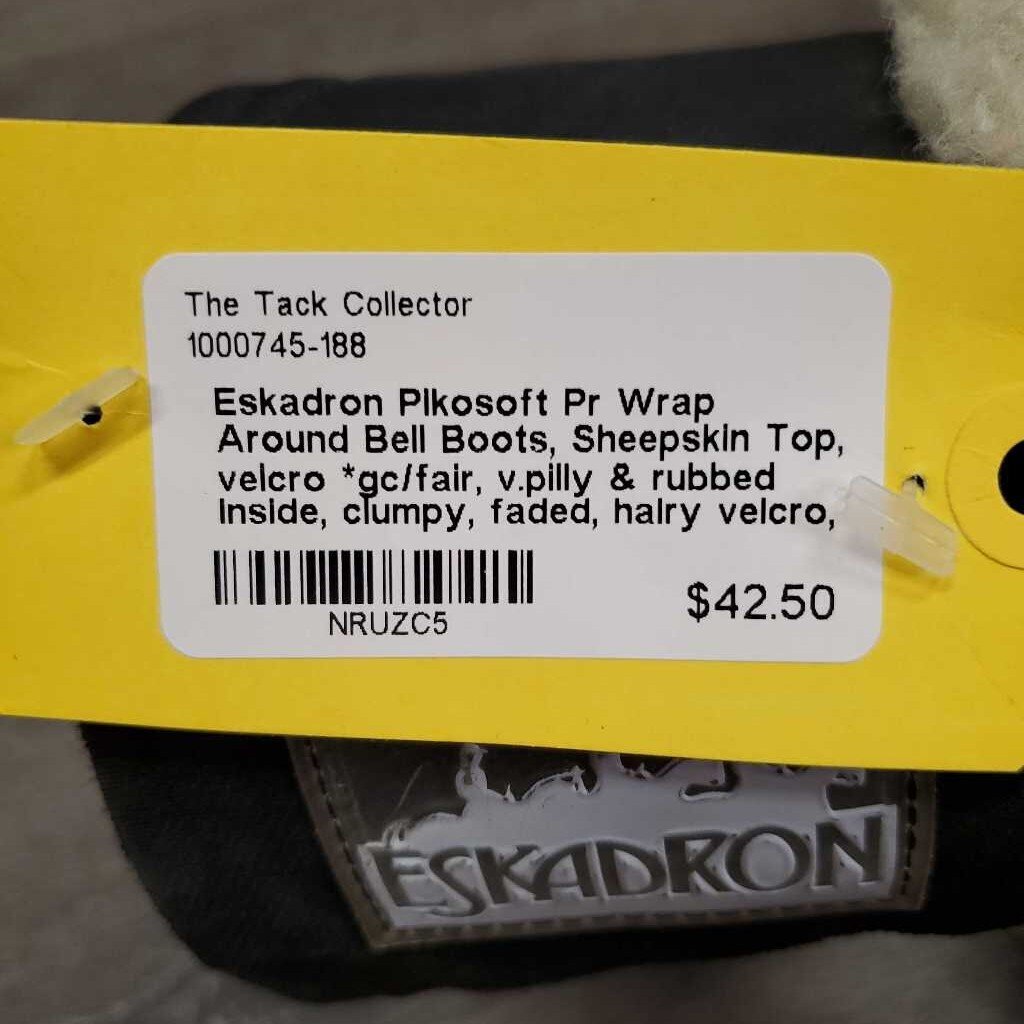 The Tack Collector
1000745-188
Eskadron Pikosoft Pr Wrap
Around Bell Boots, Sheepskin Top,
velcro *gc/fair, v.pilly & rubbed
inside, clumpy, faded, hairy velcro,
NRUZC5
$42.50
ESKADRON